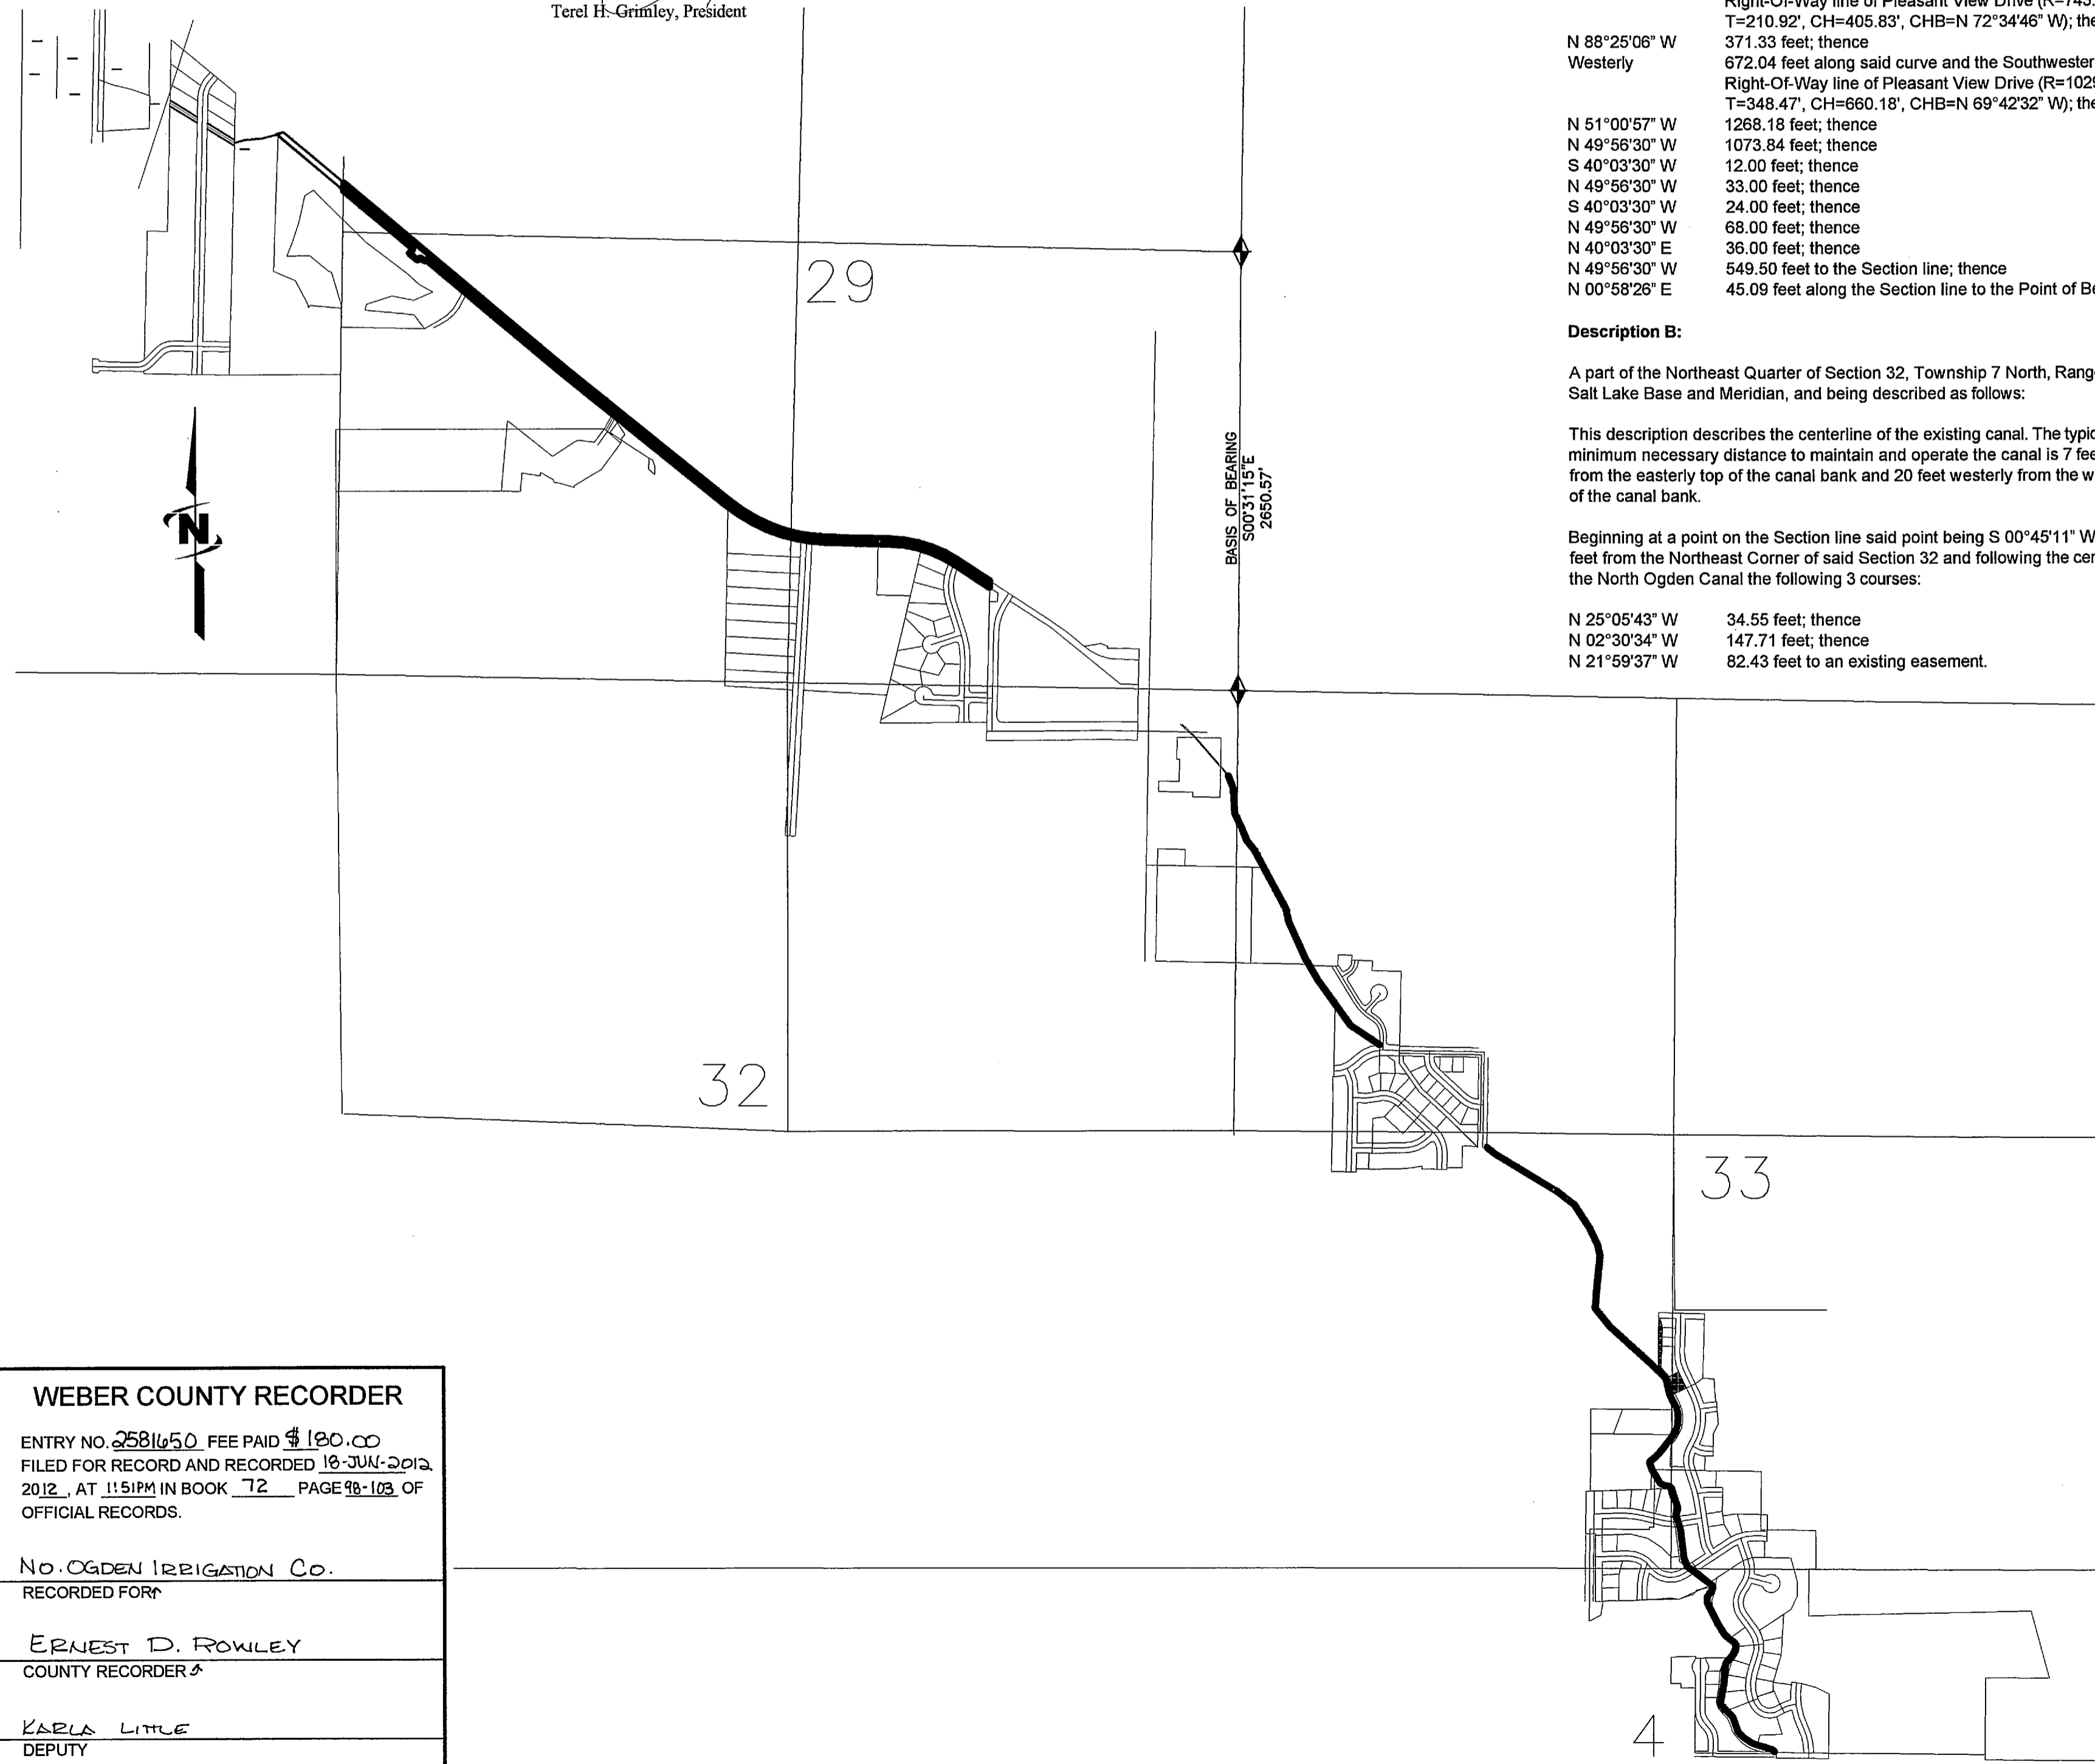 Terel H. Grimley, President
Right-Of-Way line of Pleasant View Drive (R=743.
T=210.92', CH=405.83', CHB=N 72°34'46" W); the
N 88°25'06" W 371.33 feet; thence
Westerly 672.04 feet along said curve and the Southwester
Right-Of-Way line of Pleasant View Drive (R=1029
T=348.47', CH=660.18', CHB=N 69°42'32" W); the
N 51°00'57" W 1268.18 feet; thence
N 49°56'30" W 1073.84 feet; thence
S 40°03'30" W 12.00 feet; thence
N 49°56'30" W 33.00 feet; thence
S 40°03'30" W 24.00 feet; thence
N 49°56'30" W 68.00 feet; thence
N 40°03'30" E 36.00 feet; thence
N 49°56'30" W 549.50 feet to the Section line; thence
N 00°58'26" E 45.09 feet along the Section line to the Point of Be
Description B:
A part of the Northeast Quarter of Section 32, Township 7 North, Rang
Salt Lake Base and Meridian, and being described as follows:
This description describes the centerline of the existing canal. The typic
minimum necessary distance to maintain and operate the canal is 7 fee
from the easterly top of the canal bank and 20 feet westerly from the w
of the canal bank.
Beginning at a point on the Section line said point being S 00°45'11" W
feet from the Northeast Corner of said Section 32 and following the cer
the North Ogden Canal the following 3 courses:
N 25°05'43" W 34.55 feet; thence
N 02°30'34" W 147.71 feet; thence
N 21°59'37" W 82.43 feet to an existing easement.
29
BASIS OF BEARING
S00°31'15"E
2650.57'
N
32
33
4
WEBER COUNTY RECORDER
ENTRY NO. 2581650 FEE PAID $180.00
FILED FOR RECORD AND RECORDED 18-JUN-2012
2012, AT 1:51PM IN BOOK 72 PAGE 98-103 OF
OFFICIAL RECORDS.
NO. OGDEN IRRIGATION CO.
RECORDED FOR
ERNEST D. ROWLEY
COUNTY RECORDER
KARLA LITTLE
DEPUTY